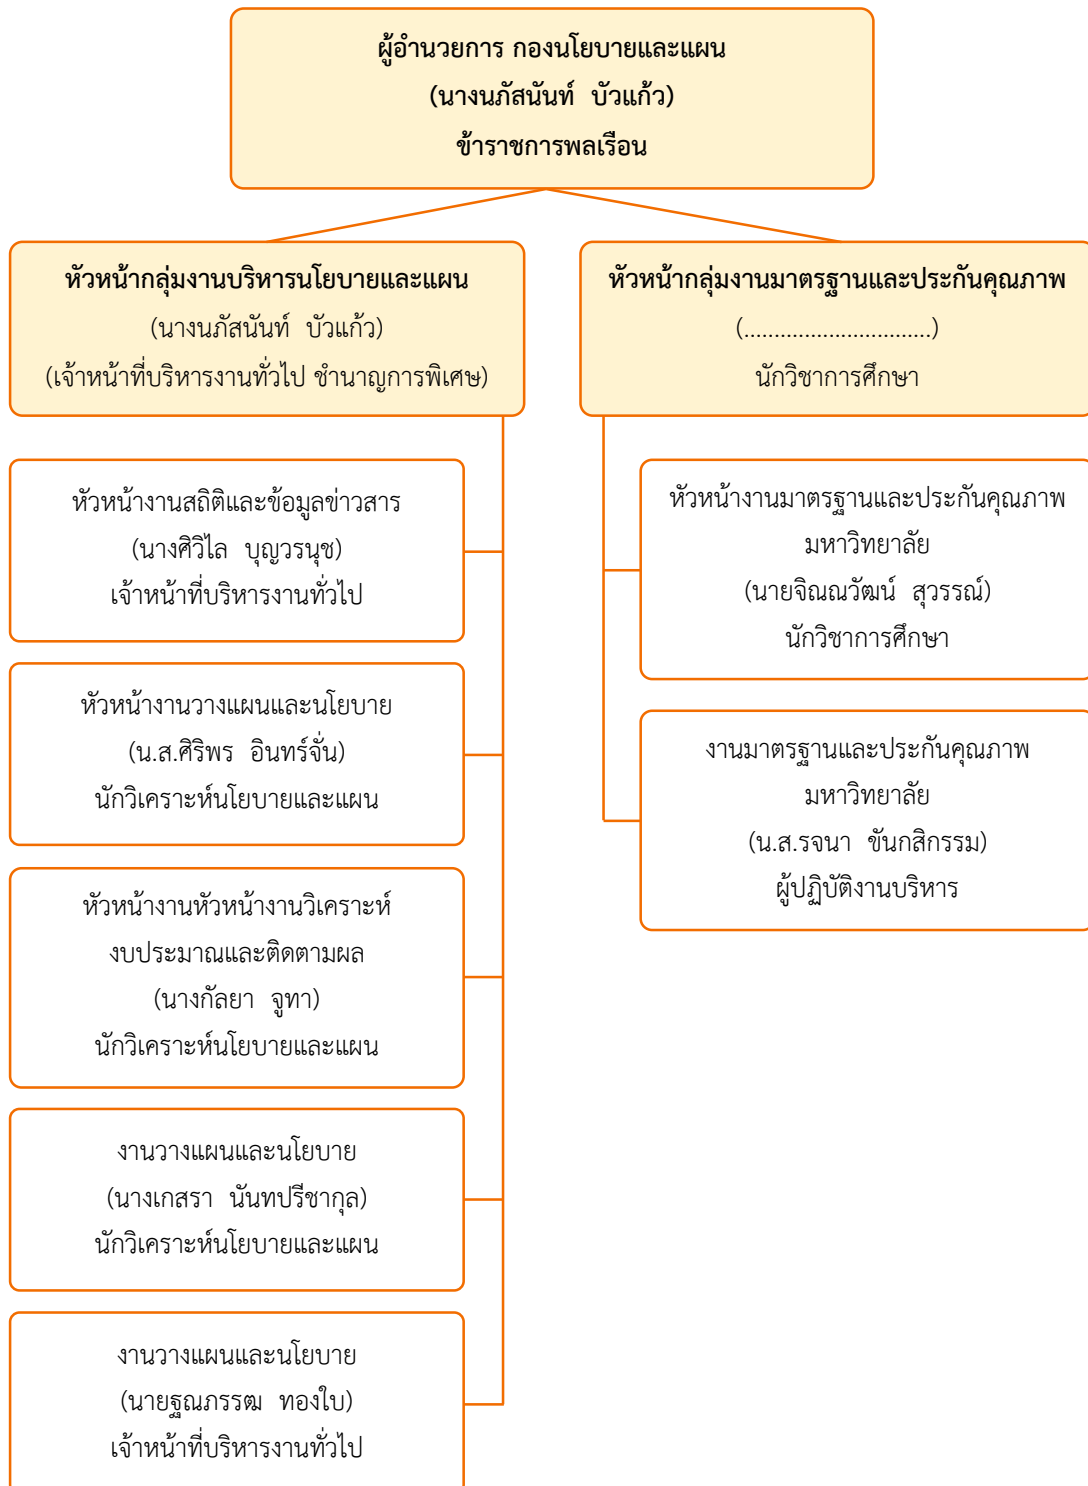 ผู้อำนวยการ กองนโยบายและแผน
(นางนภัสนันท์ บัวแก้ว)
ข้าราชการพลเรือน
หัวหน้ากลุ่มงานบริหารนโยบายและแผน
(นางนภัสนันท์ บัวแก้ว)
(เจ้าหน้าที่บริหารงานทั่วไป ชำนาญการพิเศษ)
หัวหน้างานสถิติและข้อมูลข่าวสาร
(นางศิวิไล บุญวรนุช)
เจ้าหน้าที่บริหารงานทั่วไป
หัวหน้างานวางแผนและนโยบาย
(น.ส.ศิริพร อินทร์จั่น)
นักวิเคราะห์นโยบายและแผน
หัวหน้างานหัวหน้างานวิเคราะห์
งบประมาณและติดตามผล
(นางกัลยา จูฑา)
นักวิเคราะห์นโยบายและแผน
งานวางแผนและนโยบาย
(นางเกสรา นันทปรีชากุล)
นักวิเคราะห์นโยบายและแผน
งานวางแผนและนโยบาย
(นายฐณภรรฒ ทองใบ)
เจ้าหน้าที่บริหารงานทั่วไป
หัวหน้ากลุ่มงานมาตรฐานและประกันคุณภาพ
(...............................)
นักวิชาการศึกษา
หัวหน้างานมาตรฐานและประกันคุณภาพ
มหาวิทยาลัย
(นายจิณณวัฒน์ สุวรรณ์)
นักวิชาการศึกษา
งานมาตรฐานและประกันคุณภาพ
มหาวิทยาลัย
(น.ส.รจนา ขันกสิกรรม)
ผู้ปฏิบัติงานบริหาร